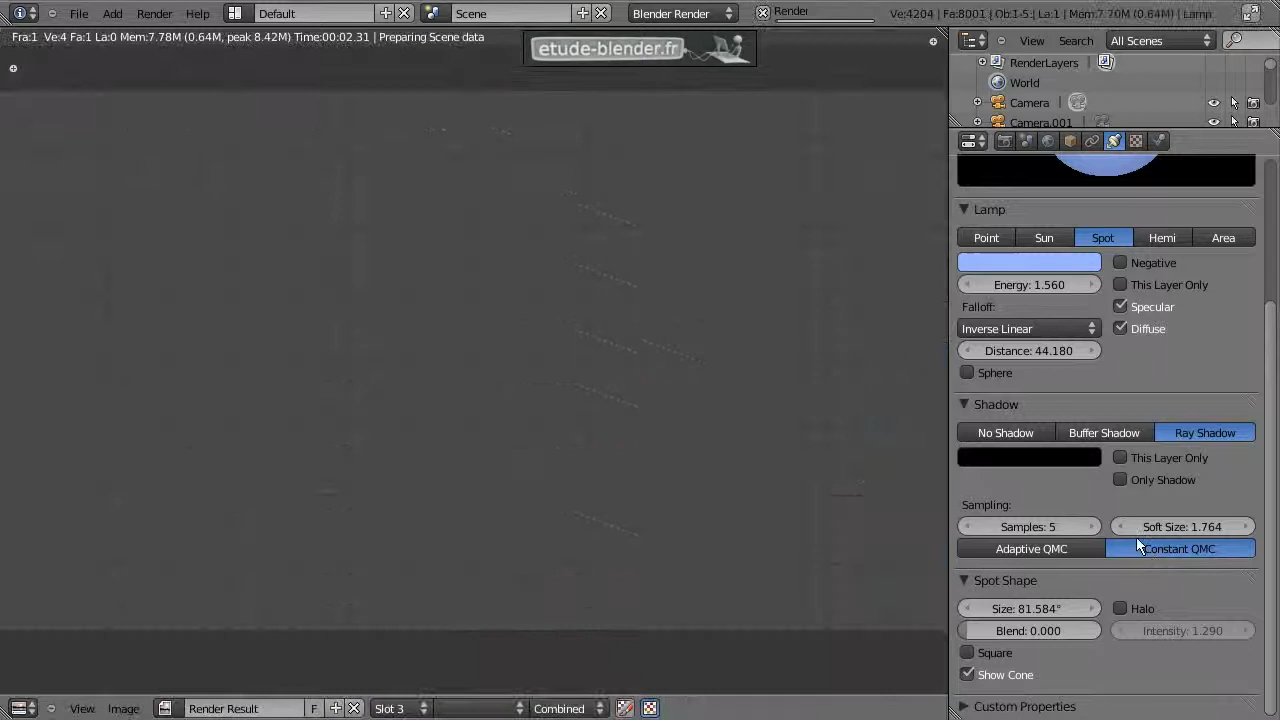 File Add Render Help Default Scene Blender Render Render Ve:4204 | Fa:8001 | Ob:1-5 | La:1 | Mem:7.70M (0.64M) | Lamp
Fra:1 Ve:4 Fa:1 La:0 Mem:7.78M (0.64M, peak 8.42M) Time:00:02.31 | Preparing Scene data
etude-blender.fr
View Search All Scenes
RenderLayers
World
Camera
Camera.001
Lamp
Point Sun Spot Hemi Area
Negative
Energy: 1.560 This Layer Only
Falloff: Specular
Inverse Linear Diffuse
Distance: 44.180
Sphere
Shadow
No Shadow Buffer Shadow Ray Shadow
This Layer Only
Only Shadow
Sampling:
Samples: 5 Soft Size: 1.764
Adaptive QMC Constant QMC
Spot Shape
Size: 81.584° Halo
Blend: 0.000 Intensity: 1.290
Square
Show Cone
Custom Properties
View Image Render Result F Slot 3 Combined